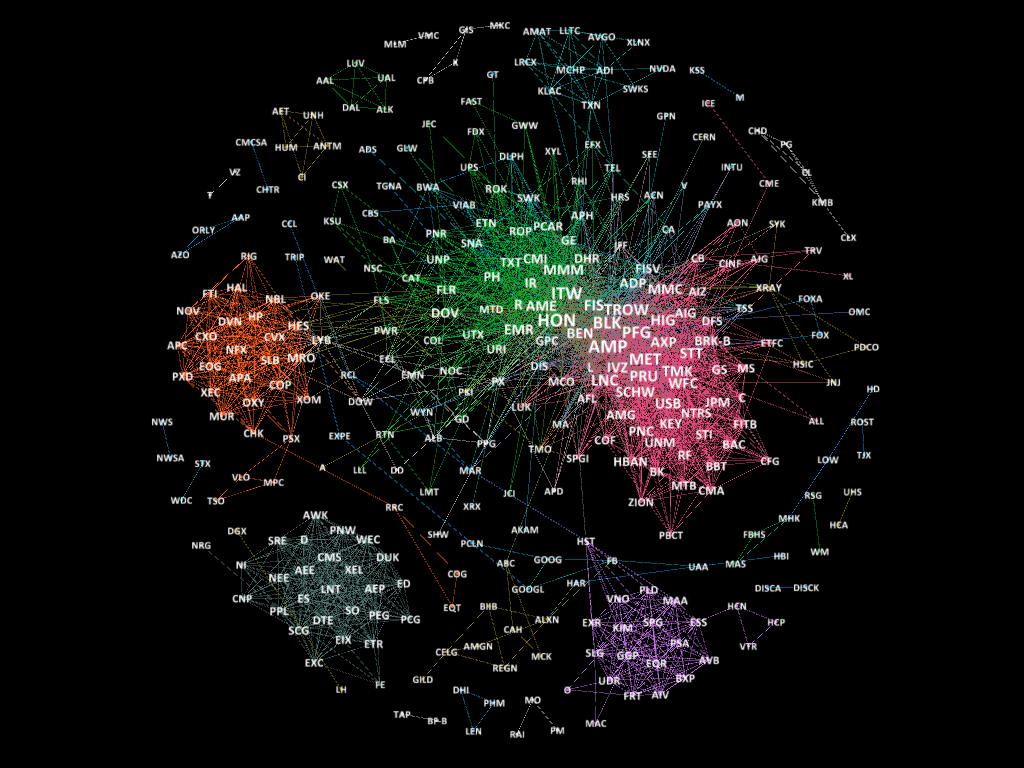 GIS MKC
MLM VMC
AMAT LLTC AVGO XLNX
K
LUV LRCX MCHP ADI NVDA KSS
AAL UAL CPB GT
KLAC SWKS M
DAL ALK FAST TXN ICE
AET UNH GPN
JEC FDX GWW CHD
CMCSA HUM ANTM ADS GLW XYL EFX SEE CERN PG
VZ CI UPS DLPH TEL INTU CL
T CHTR CSX TGNA BWA ROK RHI ACN V CME
CBS VIAB SWK HRS PAYX KMB
ORLY AAP CCL KSU ETN PCAR APH CA AON SYK CLX
AZO BA PNR SNA ROP GE IFF
RIG TRIP WAT NSC UNP TXT CMI DHR FISV CB CINF AJG TRV
FTI HAL NBL OKE CAT PH IR MMM ADP MMC AIZ XRAY XL
NOV HP FLS FLR MTD R AME ITW FIS TROW AIG TSS FOXA
DVN HES DOV HON BLK HIG DFS OMC
CXO CVX LYB PWR UTX EMR BEN PFG AXP BRK-B FOX
APC NFX SLB MRO COL URI GPC AMP STT ETFC PDCO
EOG EEL NOC DIS L MET GS MS HSIC
PXD APA COP RCL EMN PX MCO IVZ PRU TMK JNJ
XEC OXY XOM DOW PKI LNC SCHW WFC C HD
MUR WYN LUK AFL AMG USB JPM ALL
CHK PSX GD MA KEY NTRS FITB ROST
NWS EXPE RTN ALB PPG COF PNC STI
UNM BAC
NWSA STX A LLL DO MAR TMO SPGI HBAN RF CFG LOW TJX
VLO MPC BK BBT
WDC TSO LMT JCI APD MTB CMA RSG UHS
RRC XRX ZION
AWK MHK HCA
DGX SRE D PNW WEC SHW AKAM PBCT FBHS
NRG PCLN HST WM
CMS DUK HBI
NI AEE XEL ABC GOOG FB UAA MAS
NEE COG
CNP LNT AEP ED GOOGL HAR PLD DISCA DISCK
ES VNO MAA
PPL SO PEG EQT BIIB HCN
DTE PCG ALXN EXR SPG ESS HCP
SCG EIX CAH KIM
ETR AMGN SLG PSA VTR
EXC CELG MCK GGP EQR AVB
REGN
FE GILD UDR BXP
LH DHI O FRT AIV
PHM MO
TAP BF-B MAC
LEN RAI PM